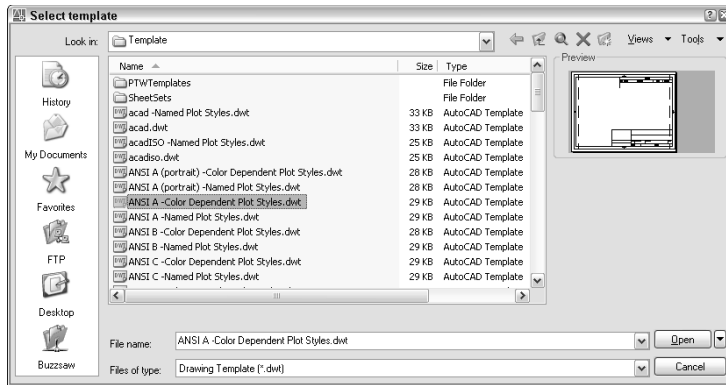 Select template
Look in: Template
Views Tools
History
My Documents
Favorites
FTP
Desktop
Buzzsaw
Name Size Type
PTWTemplates File Folder
SheetSets File Folder
acad -Named Plot Styles.dwt 33 KB AutoCAD Template
acad.dwt 33 KB AutoCAD Template
acadISO -Named Plot Styles.dwt 25 KB AutoCAD Template
acadiso.dwt 25 KB AutoCAD Template
ANSI A (portrait) -Color Dependent Plot Styles.dwt 28 KB AutoCAD Template
ANSI A (portrait) -Named Plot Styles.dwt 28 KB AutoCAD Template
ANSI A -Color Dependent Plot Styles.dwt 29 KB AutoCAD Template
ANSI A -Named Plot Styles.dwt 29 KB AutoCAD Template
ANSI B -Color Dependent Plot Styles.dwt 28 KB AutoCAD Template
ANSI B -Named Plot Styles.dwt 29 KB AutoCAD Template
ANSI C -Color Dependent Plot Styles.dwt 29 KB AutoCAD Template
ANSI C -Named Plot Styles.dwt 29 KB AutoCAD Template
Preview
File name: ANSI A -Color Dependent Plot Styles.dwt Open
Files of type: Drawing Template (*.dwt) Cancel